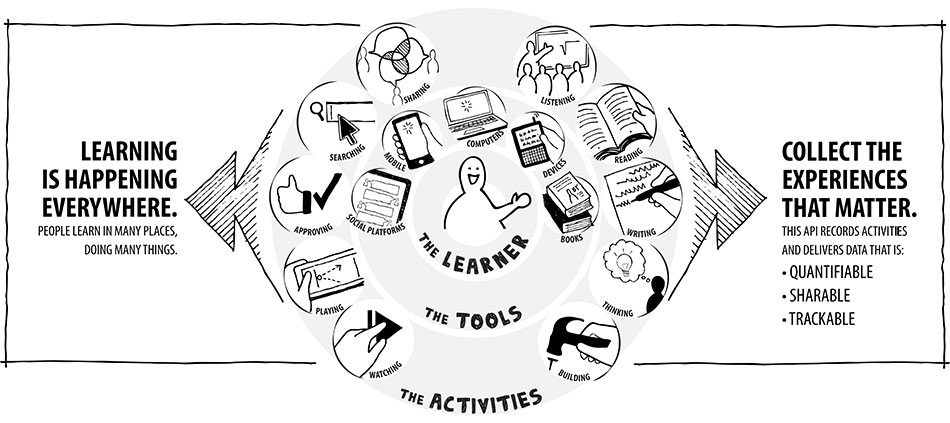 LEARNING
IS HAPPENING
EVERYWHERE.
PEOPLE LEARN IN MANY PLACES,
DOING MANY THINGS.
SHARING
LISTENING
SEARCHING
MOBILE
COMPUTERS
DEVICES
READING
APPROVING
SOCIAL PLATFORMS
BOOKS
WRITING
THE LEARNER
PLAYING
THINKING
THE TOOLS
WATCHING
BUILDING
THE ACTIVITIES
COLLECT THE
EXPERIENCES
THAT MATTER.
THIS API RECORDS ACTIVITIES
AND DELIVERS DATA THAT IS:
• QUANTIFIABLE
• SHARABLE
• TRACKABLE